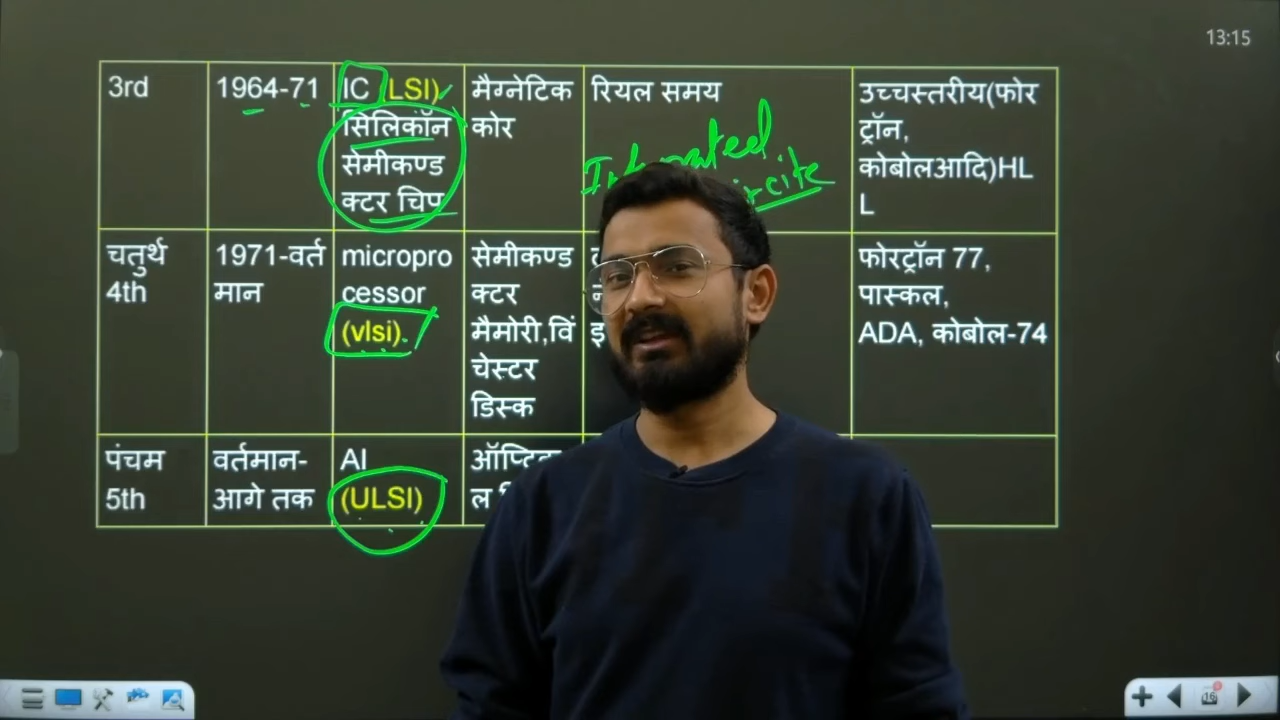 13:15
3rd
1964-71
IC (LSI)
सिलिकॉन
सेमीकण्ड
क्टर चिप
मैग्नेटिक
कोर
रियल समय
उच्चस्तरीय(फोर
ट्रॉन,
कोबोलआदि)HL
L
चतुर्थ
4th
1971-वर्त
मान
micropro
cessor
(vlsi)
सेमीकण्ड
क्टर
मैमोरी,विं
चेस्टर
डिस्क
फोरट्रॉन 77,
पास्कल,
ADA, कोबोल-74
पंचम
5th
वर्तमान-
आगे तक
AI
(ULSI)
16